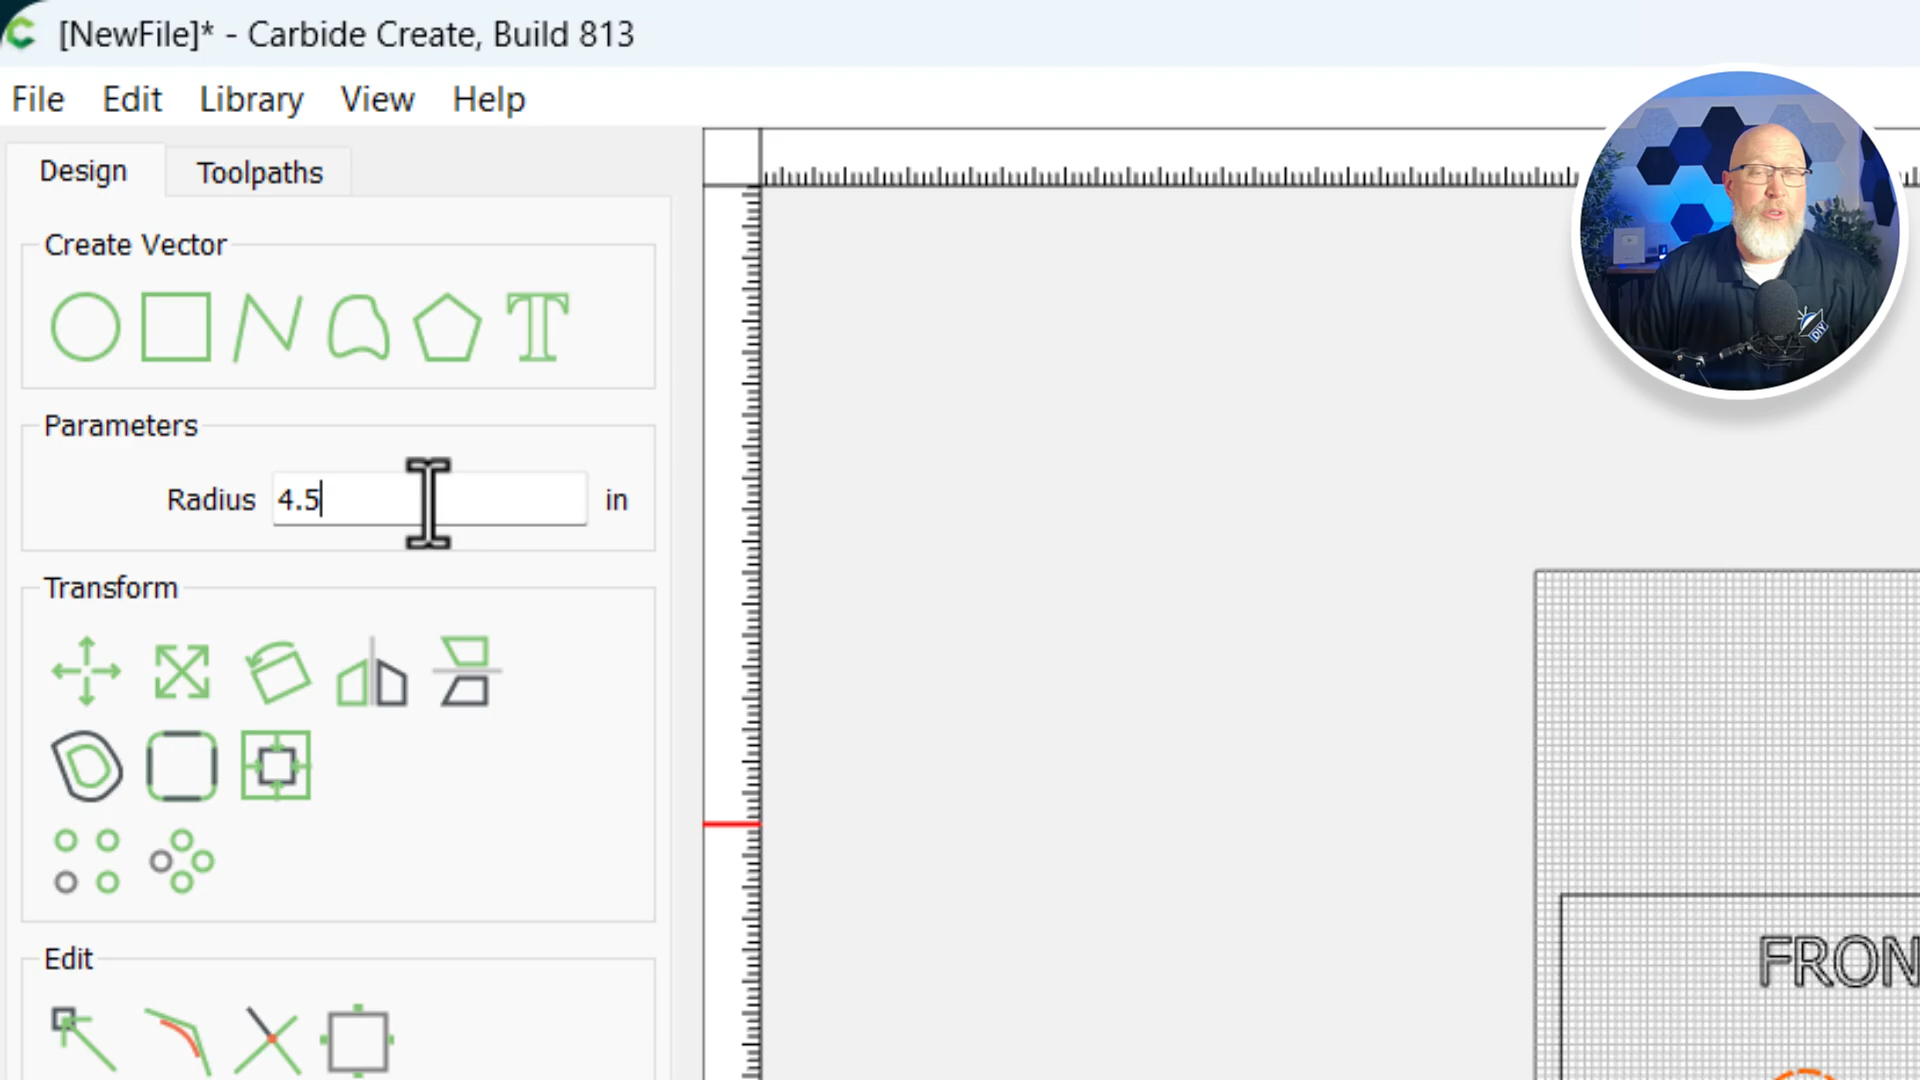 [NewFile]* - Carbide Create, Build 813
File Edit Library View Help
Design Toolpaths
Create Vector
Parameters
Radius 4.5 in
Transform
Edit
FRON
DIY